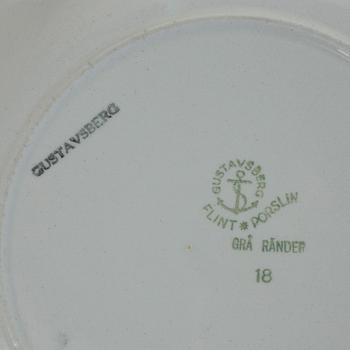 GUSTAVSBERG
GUSTAVSBERG
FLINT * PORSLIN
GRÅ RÄNDER
18